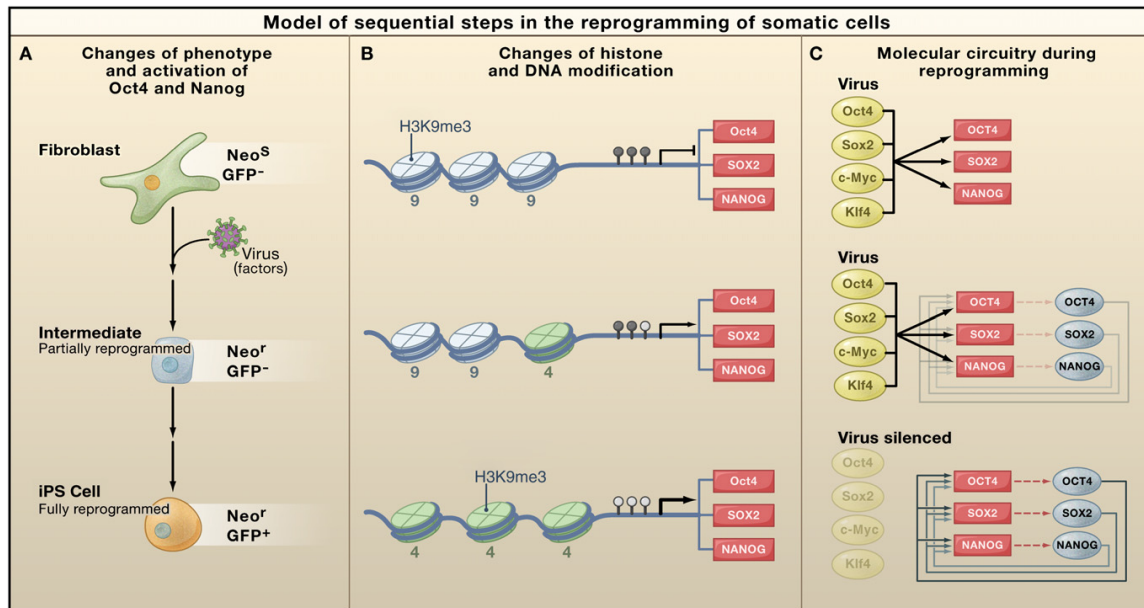 Model of sequential steps in the reprogramming of somatic cells
A
Changes of phenotype
and activation of
Oct4 and Nanog
Fibroblast
NeoS
GFP-
Virus
(factors)
Intermediate
Partially reprogrammed
Neor
GFP-
iPS Cell
Fully reprogrammed
Neor
GFP+
B
Changes of histone
and DNA modification
H3K9me3
9 9 9
Oct4
SOX2
NANOG
9 9 4
Oct4
SOX2
NANOG
H3K9me3
4 4 4
Oct4
SOX2
NANOG
C
Molecular circuitry during
reprogramming
Virus
Oct4
Sox2
c-Myc
Klf4
OCT4
SOX2
NANOG
Virus
Oct4
Sox2
c-Myc
Klf4
OCT4 OCT4
SOX2 SOX2
NANOG NANOG
Virus silenced
Oct4
Sox2
c-Myc
Klf4
OCT4 OCT4
SOX2 SOX2
NANOG NANOG